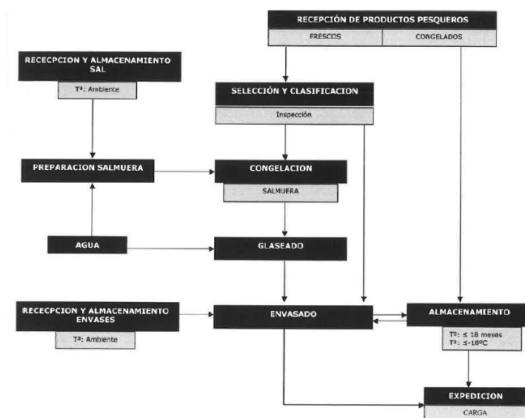 RECEPCIÓN DE PRODUCTOS PESQUEROS
FRESCOS
CONGELADOS
RECECPCION Y ALMACENAMIENTO
SAL
Tª: Ambiente
SELECCIÓN Y CLASIFICACION
Inspección
PREPARACION SALMUERA
CONGELACION
SALMUERA
AGUA
GLASEADO
RECECPCION Y ALMACENAMIENTO
ENVASES
Tª: Ambiente
ENVASADO
ALMACENAMIENTO
Tº: ≤ 18 meses
Tª: ≤-18ºC
EXPEDICION
CARGA